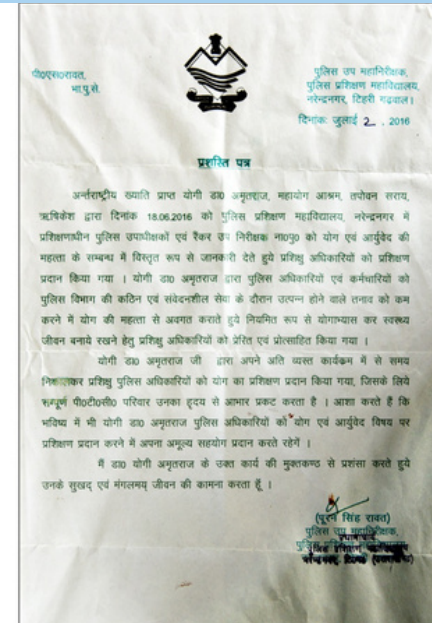 पी0एस0रावत,
भा.पु.से.
पुलिस उप महानिरीक्षक,
पुलिस प्रशिक्षण महाविद्यालय,
नरेन्द्रनगर, टिहरी गढ़वाल।
दिनांकः जुलाई 2 . 2016
प्रशस्ति पत्र
अर्न्तराष्ट्रीय ख्याति प्राप्त योगी डा0 अमृतराज, महायोग आश्रम, तपोवन सराय,
ऋषिकेश द्वारा दिनांक 18.06.2016 को पुलिस प्रशिक्षण महाविद्यालय, नरेन्द्रनगर में
प्रशिक्षणाधीन पुलिस उपाधीक्षकों एवं रैंकर उप निरीक्षक ना0पु0 को योग एवं आर्युवेद की
महत्ता के सम्बन्ध में विस्तृत रूप से जानकारी देते हुये प्रशिक्षु अधिकारियों को प्रशिक्षण
प्रदान किया गया । योगी डा0 अमृतराज द्वारा पुलिस अधिकारियों एवं कर्मचारियों को
पुलिस विभाग की कठिन एवं संवेदनशील सेवा के दौरान उत्पन्न होने वाले तनाव को कम
करने में योग की महत्ता से अवगत कराते हुये नियमित रूप से योगाभ्यास कर स्वस्थ्य
जीवन बनाये रखने हेतु प्रशिक्षु अधिकारियों को प्रेरित एवं प्रोत्साहित किया गया ।
योगी डा0 अमृतराज जी द्वारा अपने अति व्यस्त कार्यक्रम में से समय
निकालकर प्रशिक्षु पुलिस अधिकारियों को योग का प्रशिक्षण प्रदान किया गया, जिसके लिये
सम्पूर्ण पी0टी0सी0 परिवार उनका हृदय से आभार प्रकट करता है । आशा करते हैं कि
भविष्य में भी योगी डा0 अमृतराज पुलिस अधिकारियों को योग एवं आर्युवेद विषय पर
प्रशिक्षण प्रदान करने में अपना अमूल्य सहयोग प्रदान करते रहेगें ।
मैं डा0 योगी अमृतराज के उक्त कार्य की मुक्तकण्ठ से प्रशंसा करते हुये
उनके सुखद् एवं मंगलमय् जीवन की कामना करता हूँ ।
(पूरन सिंह रावत)
पुलिस उप महानिरीक्षक,
पुलिस